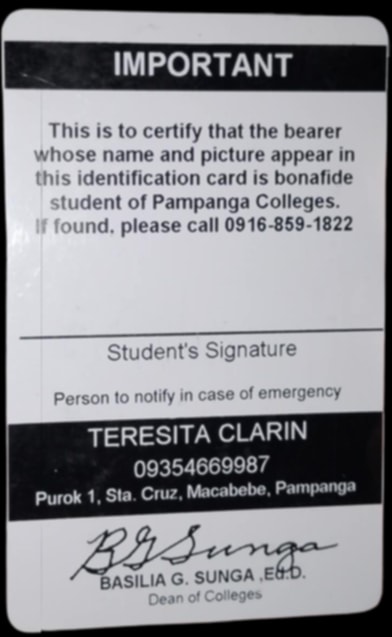 IMPORTANT
This is to certify that the bearer
whose name and picture appear in
this identification card is bonafide
student of Pampanga Colleges.
If found, please call 0916-859-1822
Student's Signature
Person to notify in case of emergency
TERESITA CLARIN
09354669987
Purok 1, Sta. Cruz, Macabebe, Pampanga
BGSunga
BASILIA G. SUNGA ,Ed.D.
Dean of Colleges